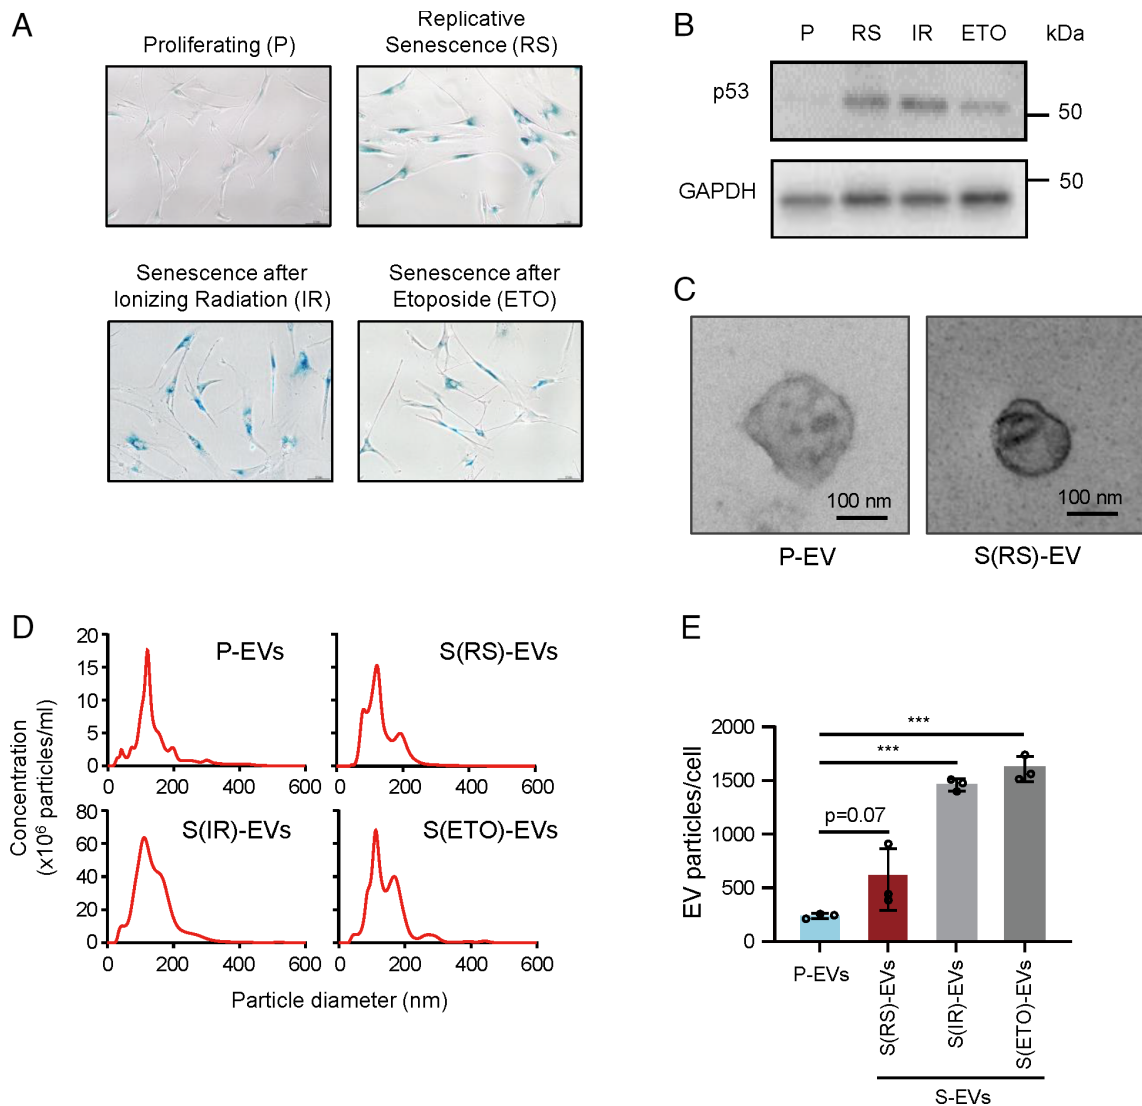 A
Proliferating (P)
Replicative
Senescence (RS)
Senescence after
Ionizing Radiation (IR)
Senescence after
Etoposide (ETO)
B
P RS IR ETO kDa
p53
50
GAPDH
50
C
100 nm
100 nm
P-EV
S(RS)-EV
D
Concentration
(x10⁶ particles/ml)
20
15
10
5
0
P-EVs
0 200 400 600
S(RS)-EVs
0 200 400 600
80
60
40
20
0
S(IR)-EVs
0 200 400 600
S(ETO)-EVs
0 200 400 600
Particle diameter (nm)
E
EV particles/cell
2000
1500
1000
500
0
***
***
p=0.07
P-EVs
S(RS)-EVs
S(IR)-EVs
S(ETO)-EVs
S-EVs